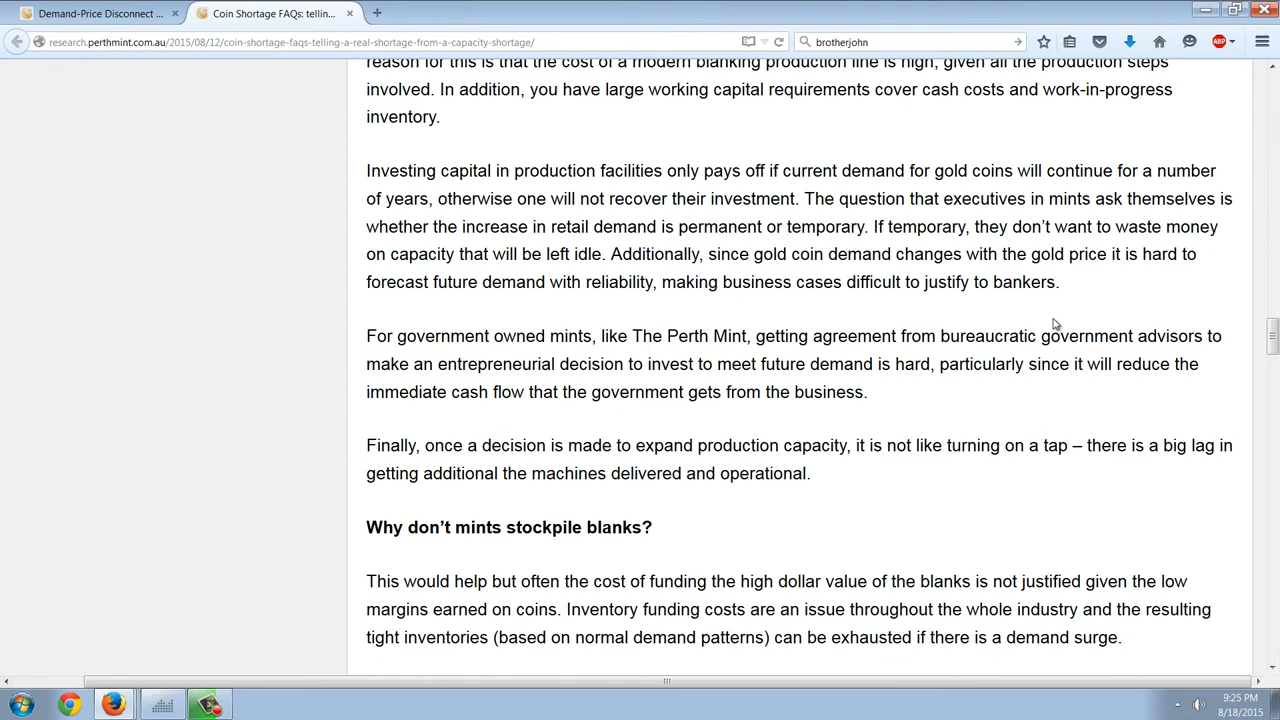 Demand-Price Disconnect ...
Coin Shortage FAQs: tellin...
research.perthmint.com.au/2015/08/12/coin-shortage-faqs-telling-a-real-shortage-from-a-capacity-shortage/
brotherjohn
ABP
reason for this is that the cost of a modern blanking production line is high, given all the production steps
involved. In addition, you have large working capital requirements cover cash costs and work-in-progress
inventory.
Investing capital in production facilities only pays off if current demand for gold coins will continue for a number
of years, otherwise one will not recover their investment. The question that executives in mints ask themselves is
whether the increase in retail demand is permanent or temporary. If temporary, they don’t want to waste money
on capacity that will be left idle. Additionally, since gold coin demand changes with the gold price it is hard to
forecast future demand with reliability, making business cases difficult to justify to bankers.
For government owned mints, like The Perth Mint, getting agreement from bureaucratic government advisors to
make an entrepreneurial decision to invest to meet future demand is hard, particularly since it will reduce the
immediate cash flow that the government gets from the business.
Finally, once a decision is made to expand production capacity, it is not like turning on a tap – there is a big lag in
getting additional the machines delivered and operational.
Why don’t mints stockpile blanks?
This would help but often the cost of funding the high dollar value of the blanks is not justified given the low
margins earned on coins. Inventory funding costs are an issue throughout the whole industry and the resulting
tight inventories (based on normal demand patterns) can be exhausted if there is a demand surge.
9:25 PM
8/18/2015